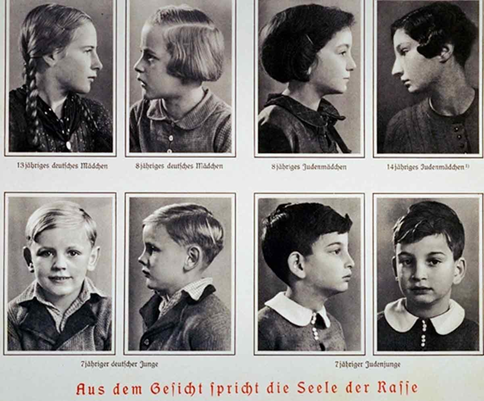 13jähriges deutsches Mädchen
8jähriges deutsches Mädchen
8jähriges Judenmädchen
14jähriges Judenmädchen¹⁾
7jähriger deutscher Junge
7jähriger Judenjunge
Aus dem Gesicht spricht die Seele der Rasse